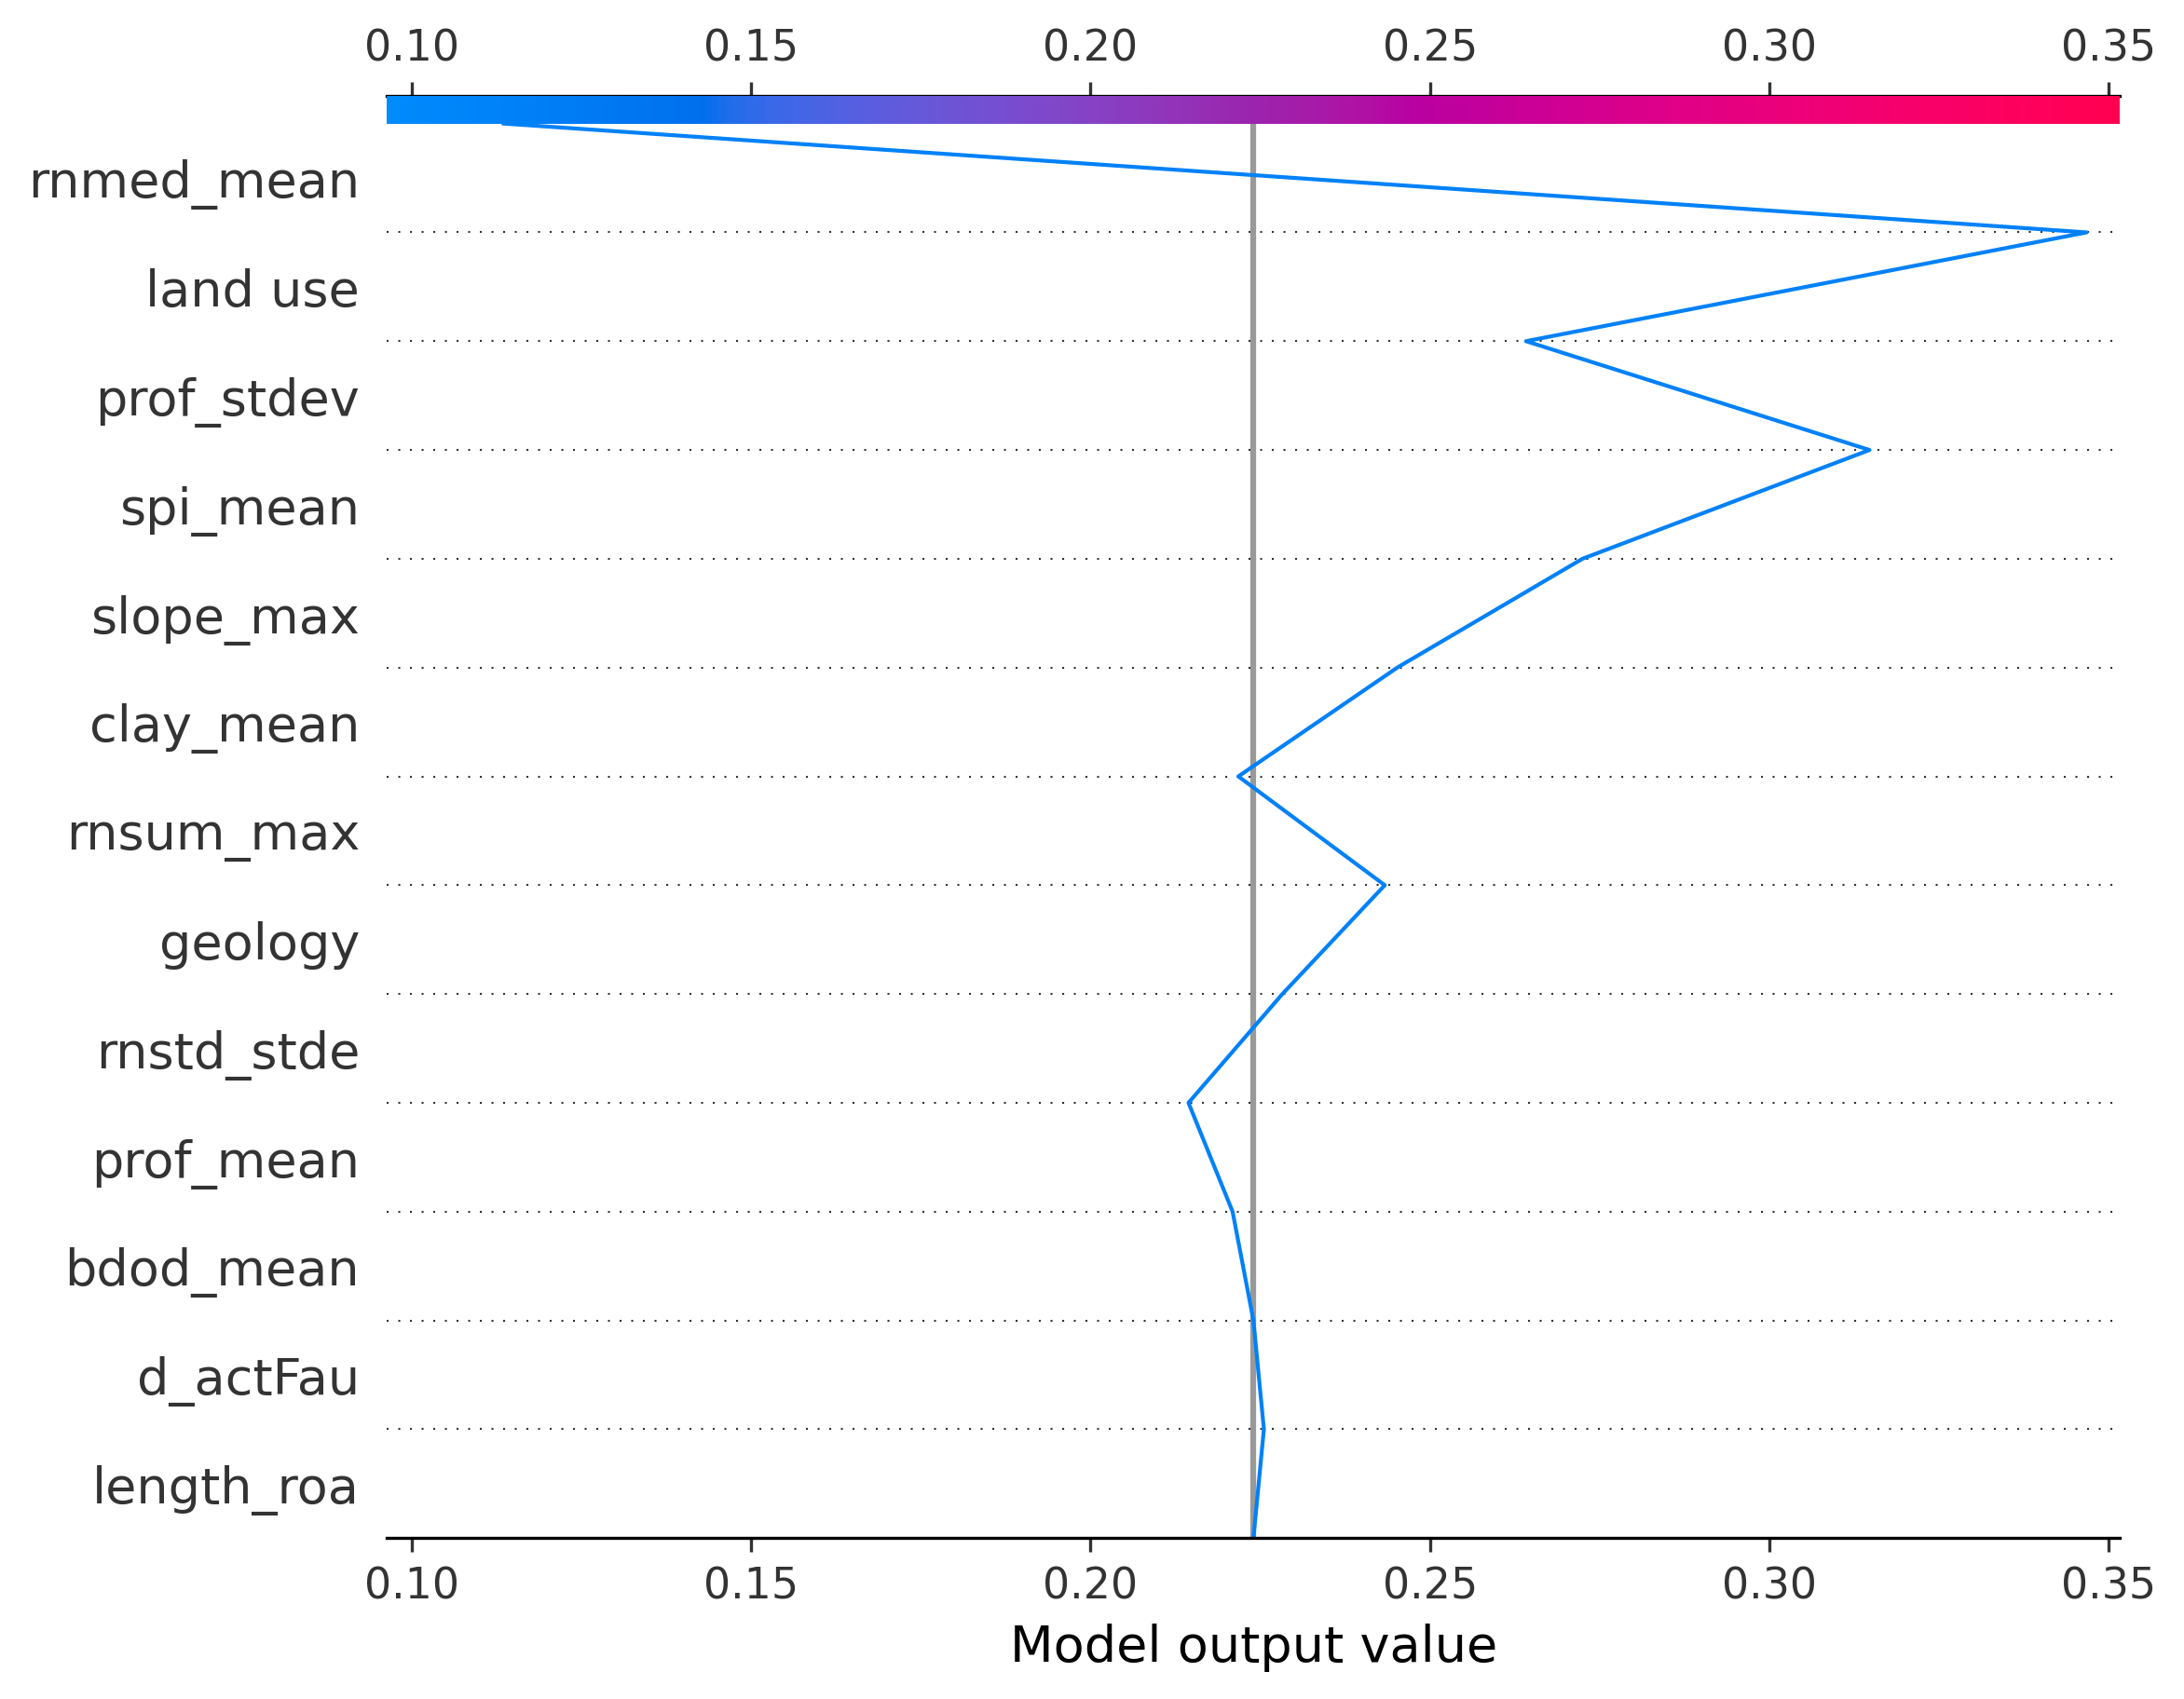 0.10 0.15 0.20 0.25 0.30 0.35
rnmed_mean
land use
prof_stdev
spi_mean
slope_max
clay_mean
rnsum_max
geology
rnstd_stde
prof_mean
bdod_mean
d_actFau
length_roa
0.10 0.15 0.20 0.25 0.30 0.35
Model output value